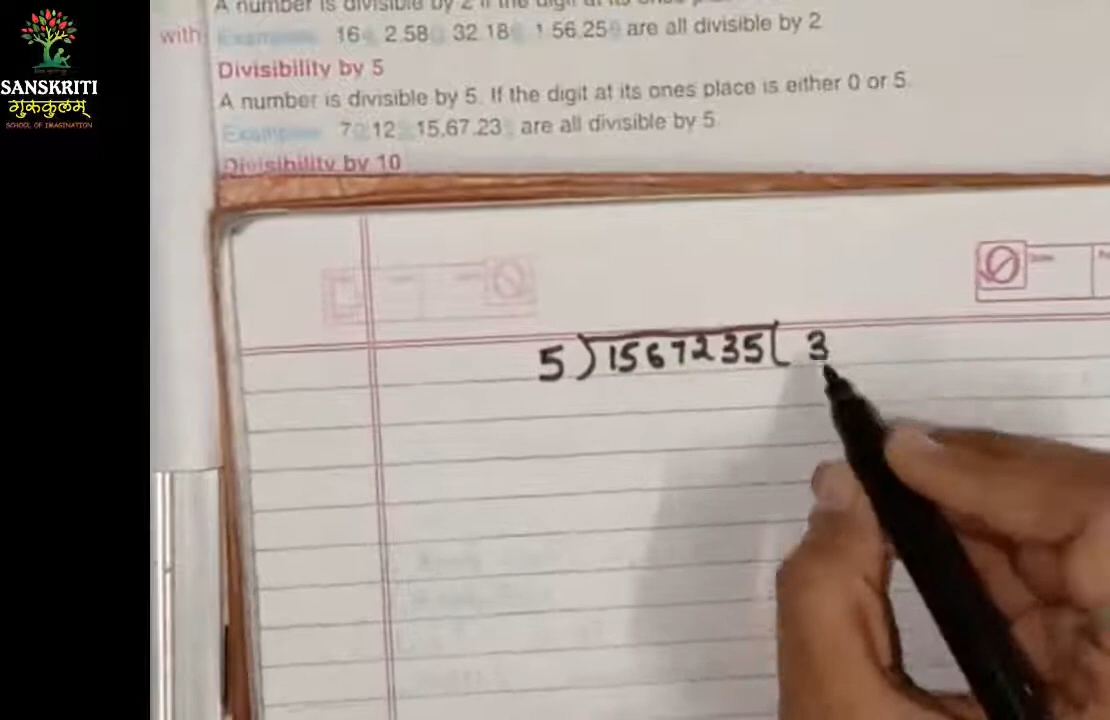 SANSKRITI
गुरुकुलम्
SCHOOL OF IMAGINATION
A number is divisible by 2 if the digit at its ones
with Examples 16 2,58 32,18 1,56,25 are all divisible by 2
Divisibility by 5
A number is divisible by 5. If the digit at its ones place is either 0 or 5.
Examples 7 12 15,67,23 are all divisible by 5
Divisibility by 10
5)1567235(3